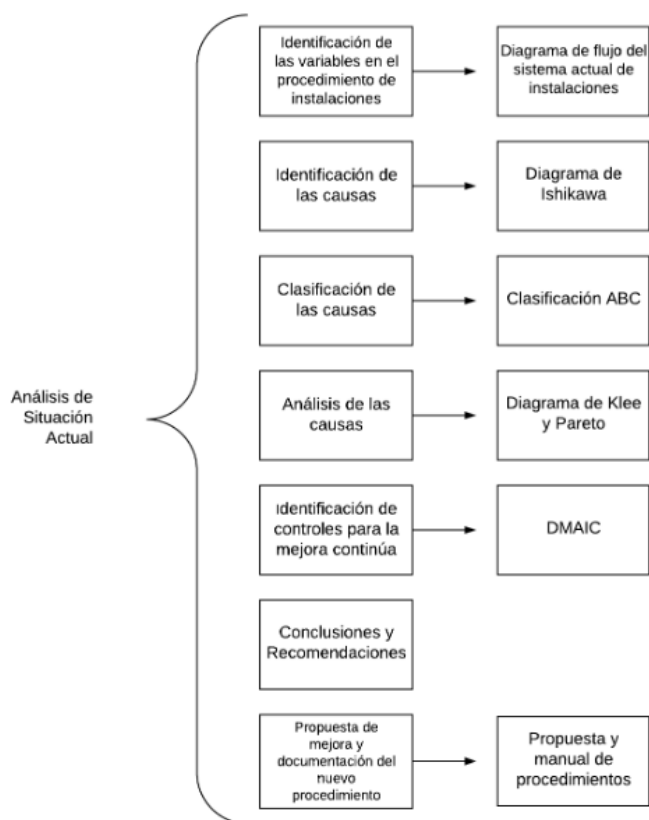 Identificación de
las variables en el
procedimiento de
instalaciones
Diagrama de flujo del
sistema actual de
instalaciones
Identificación de
las causas
Diagrama de
Ishikawa
Clasificación de
las causas
Clasificación ABC
Análisis de
Situación
Actual
Análisis de las
causas
Diagrama de Klee
y Pareto
Identificación de
controles para la
mejora continúa
DMAIC
Conclusiones y
Recomendaciones
Propuesta de
mejora y
documentación del
nuevo
procedimiento
Propuesta y
manual de
procedimientos